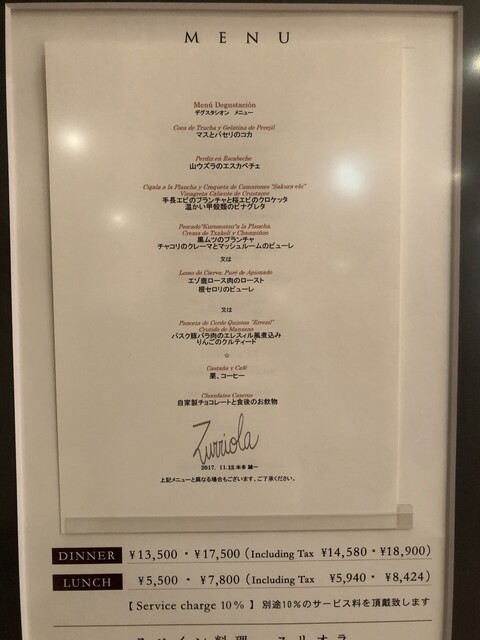 MENU
Menú Degustación
デグスタシオン メニュー
Coca de Trucha y Gelatina de Perejil
マスとパセリのコカ
Perdiz en Escabeche
山ウズラのエスカベチェ
Cigala a la Plancha y Croqueta de Camarones "Sakura ebi"
Vinagreta Caliente de Crustaceo
手長エビのプランチャと桜エビのクロケッタ
温かい甲殻類のビナグレタ
Pescado"Kuromutsu"a la Plancha,
Crema de Txakoli y Champiñon
黒ムツのプランチャ
チャコリのクレーマとマッシュルームのピューレ
又は
Lomo de Ciervo, Puré de Apionabo
エゾ鹿ロース肉のロースト
根セロリのピューレ
又は
Panceta de Cerdo Quintoa
Crutido de Manzana
バスク豚バラ肉のエレスィル風煮込み
りんごのクルティード
☆
Castaña y Café
栗、コーヒー
Chocolates Caseros
自家製チョコレートと食後のお飲物
Zurriola
2017. 11.12 本多 誠一
上記メニューと異なる場合もございます、ご了承ください。
DINNER ¥13,500・¥17,500 (Including Tax ¥14,580・¥18,900)
LUNCH ¥5,500・¥7,800 (Including Tax ¥5,940・¥8,424)
【 Service charge 10% 】 別途10%のサービス料を頂戴致します